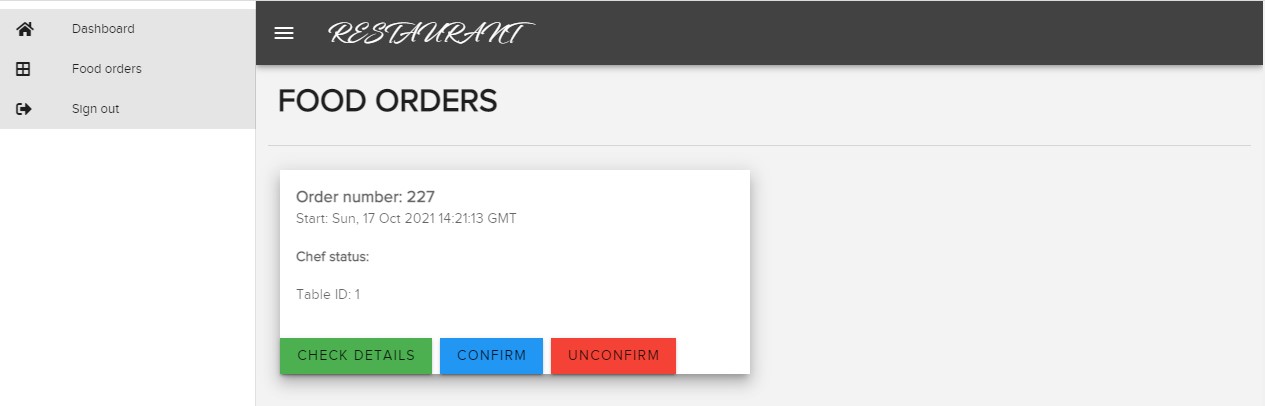 Dashboard
Food orders
Sign out
RESTAURANT
FOOD ORDERS
Order number: 227
Start: Sun, 17 Oct 2021 14:21:13 GMT
Chef status:
Table ID: 1
CHECK DETAILS
CONFIRM
UNCONFIRM